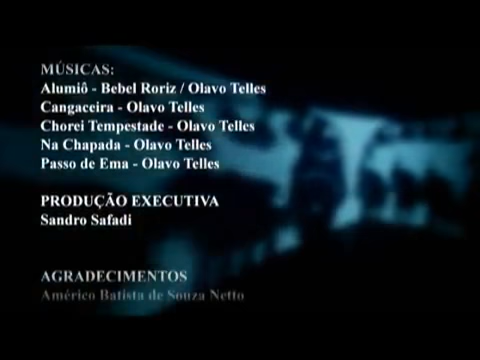 MÚSICAS:
Alumiô - Bebel Roriz / Olavo Telles
Cangaceira - Olavo Telles
Chorei Tempestade - Olavo Telles
Na Chapada - Olavo Telles
Passo de Ema - Olavo Telles
PRODUÇÃO EXECUTIVA
Sandro Safadi
AGRADECIMENTOS
Américo Batista de Souza Netto